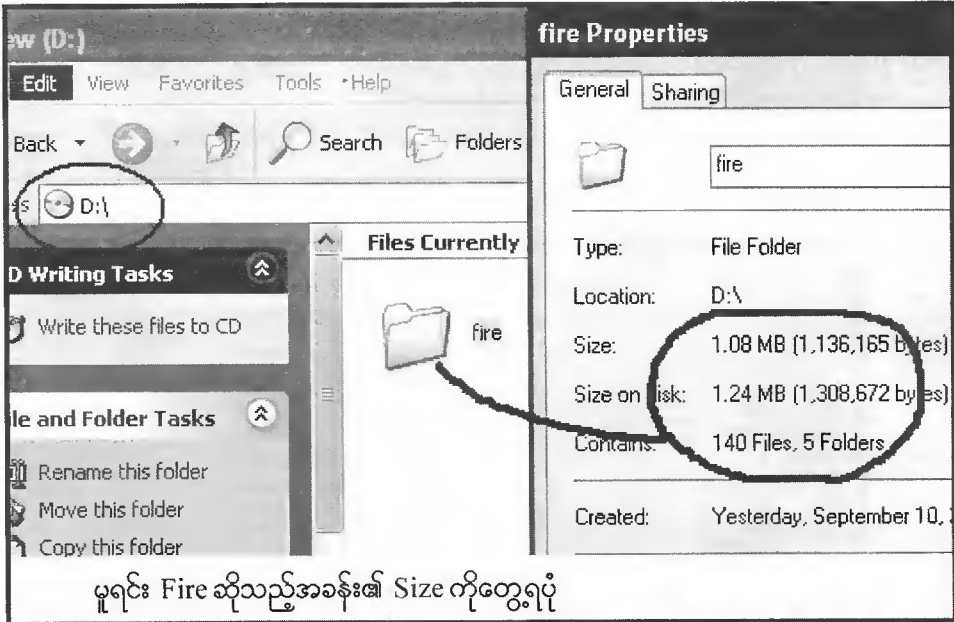 ew (D:)
Edit View Favorites Tools Help
Back Search Folders
ss D:\
D Writing Tasks
Write these files to CD
ile and Folder Tasks
Rename this folder
Move this folder
Copy this folder
Files Currently
fire
fire Properties
General Sharing
fire
Type: File Folder
Location: D:\
Size: 1.08 MB (1,136,165 bytes)
Size on disk: 1.24 MB (1,308,672 bytes)
Contains: 140 Files, 5 Folders
Created: Yesterday, September 10,
မူရင်း Fire ဆိုသည့်အခန်း၏ Size ကိုတွေ့ရပုံ